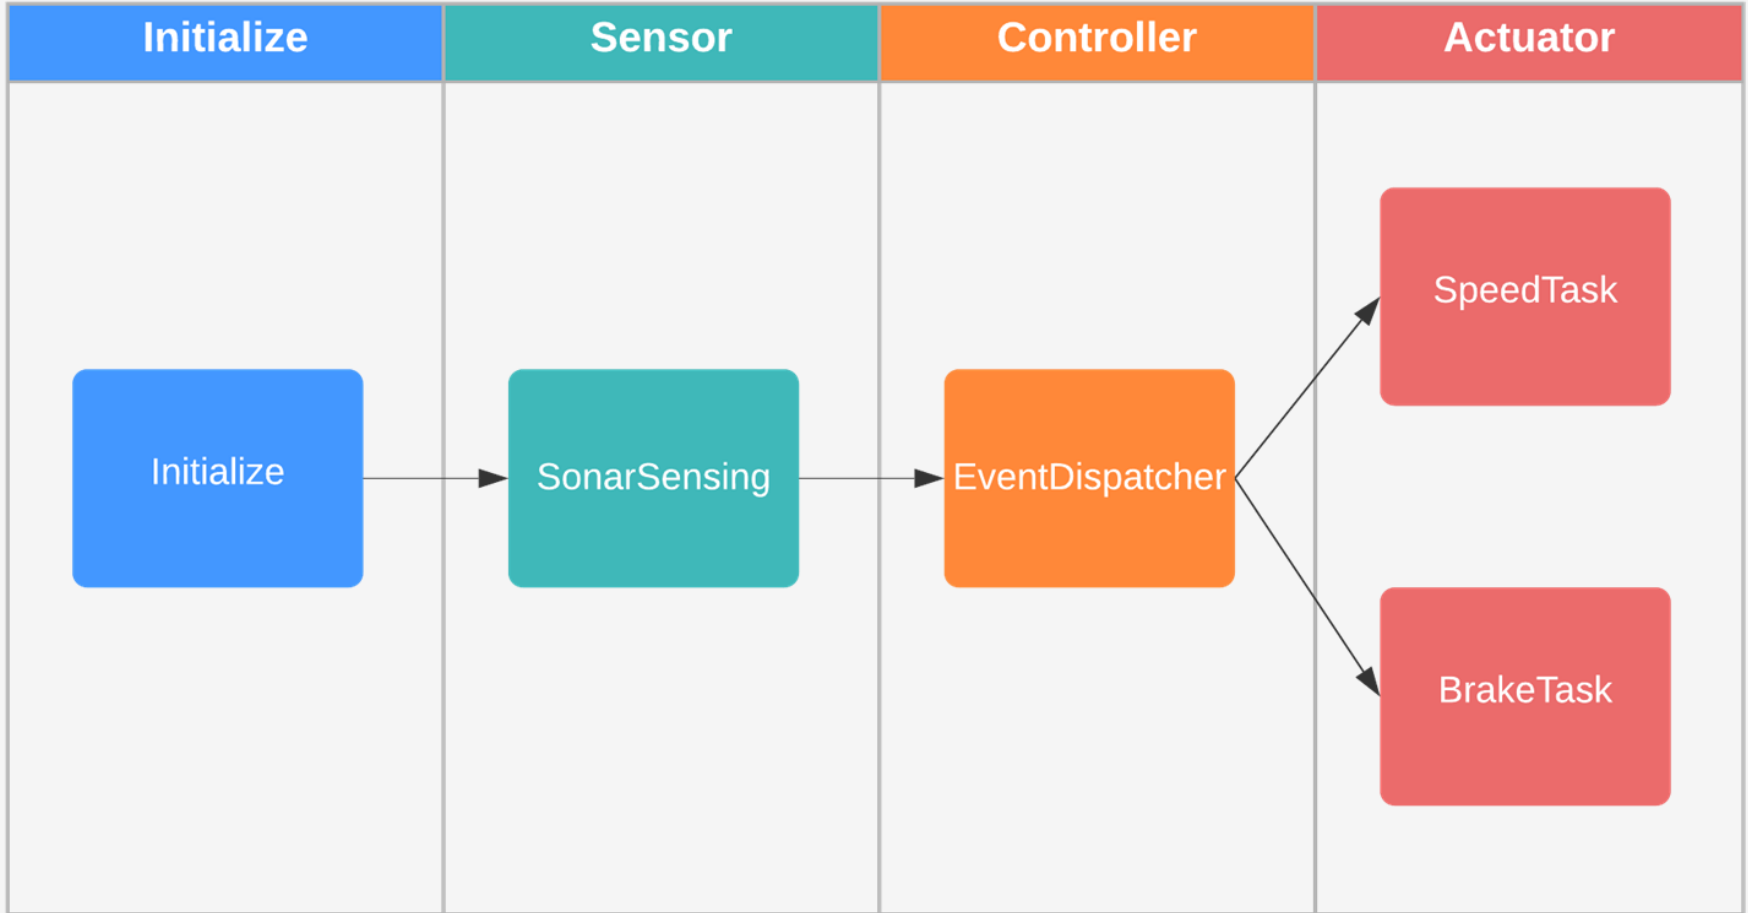 Initialize
Sensor
Controller
Actuator
Initialize
SonarSensing
EventDispatcher
SpeedTask
BrakeTask